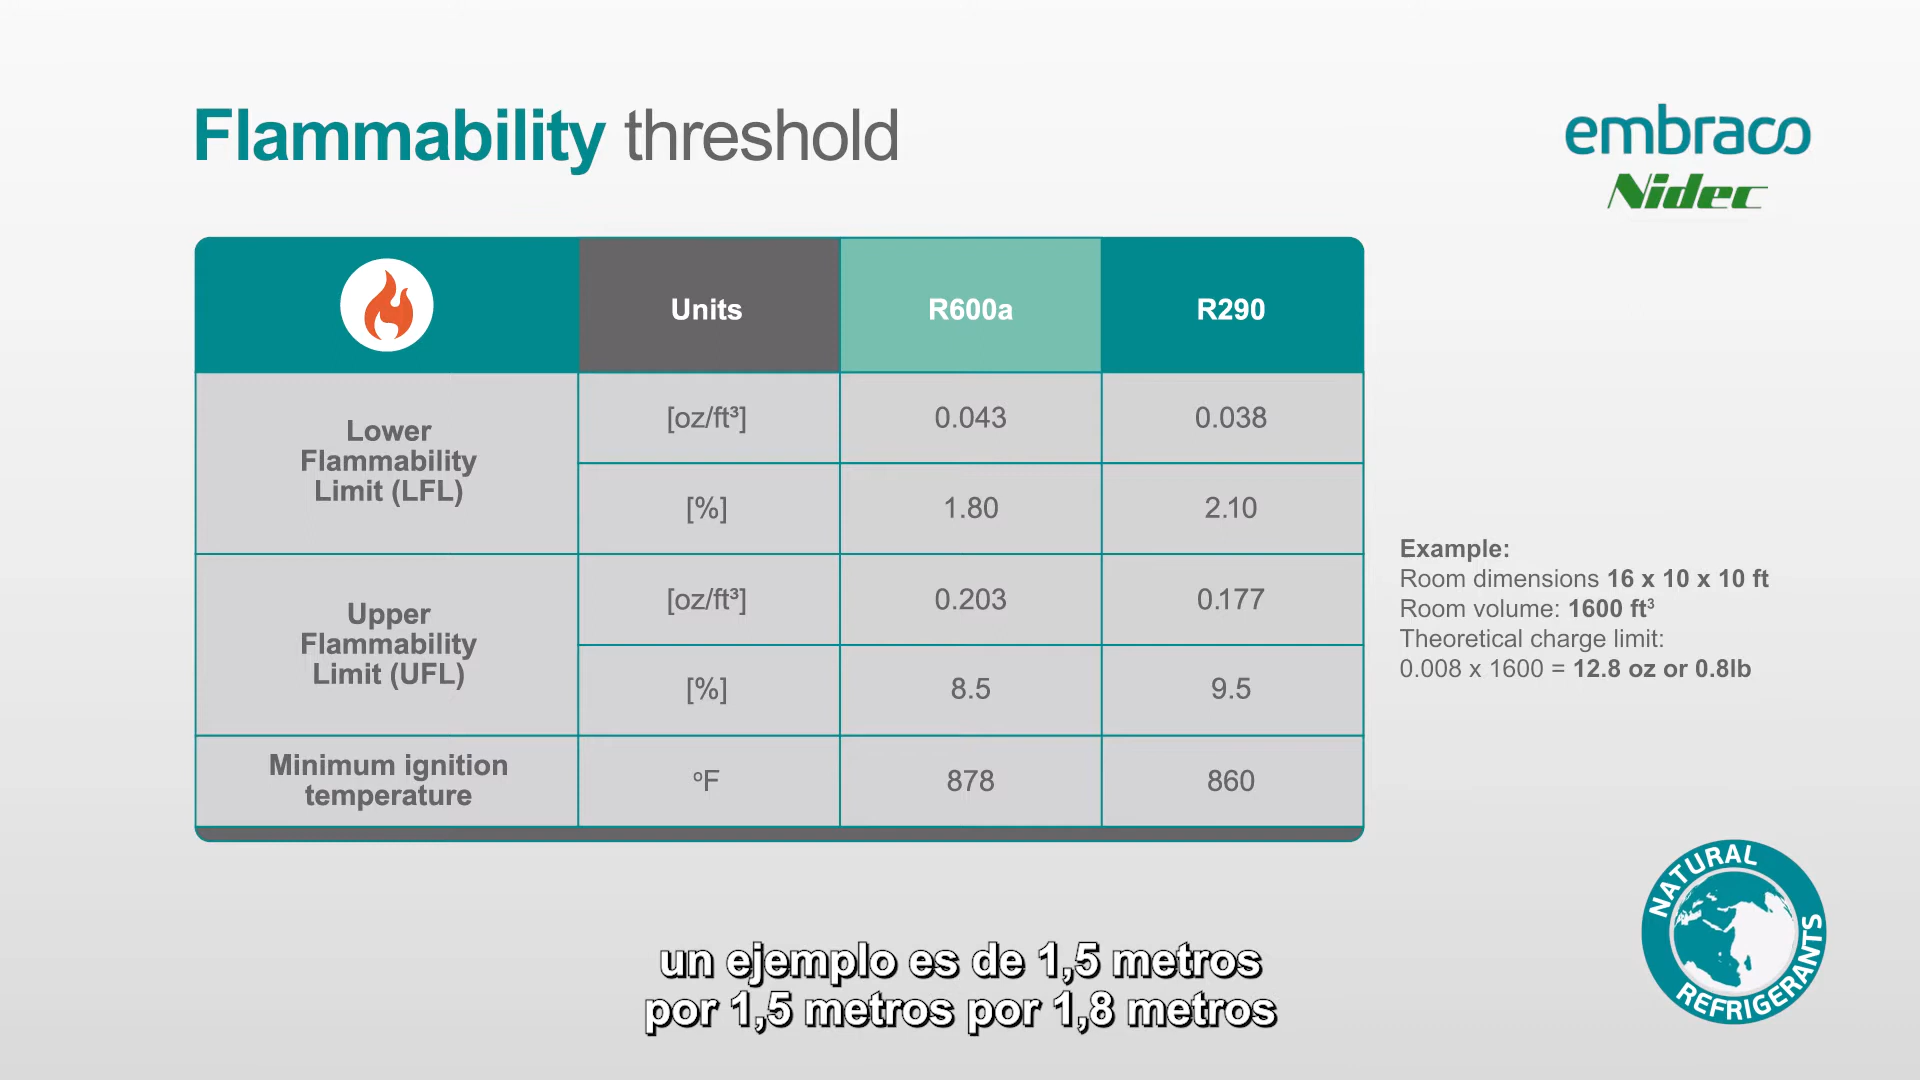 Flammability threshold
embraco
Nidec
Units
R600a
R290
Lower
Flammability
Limit (LFL)
[oz/ft³]
0.043
0.038
[%]
1.80
2.10
Upper
Flammability
Limit (UFL)
[oz/ft³]
0.203
0.177
[%]
8.5
9.5
Minimum ignition
temperature
ºF
878
860
Example:
Room dimensions 16 x 10 x 10 ft
Room volume: 1600 ft³
Theoretical charge limit:
0.008 x 1600 = 12.8 oz or 0.8lb
NATURAL
REFRIGERANTS
un ejemplo es de 1,5 metros
por 1,5 metros por 1,8 metros